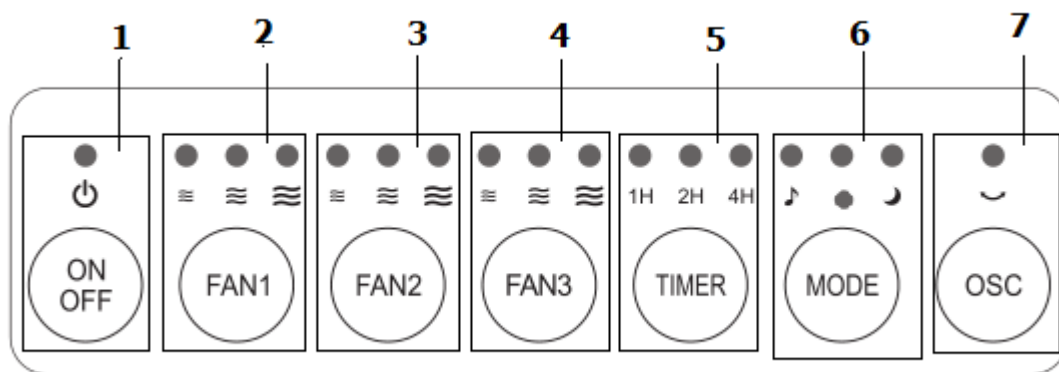 1 2 3 4 5 6 7
1H 2H 4H
ON
OFF
FAN1 FAN2 FAN3 TIMER MODE OSC